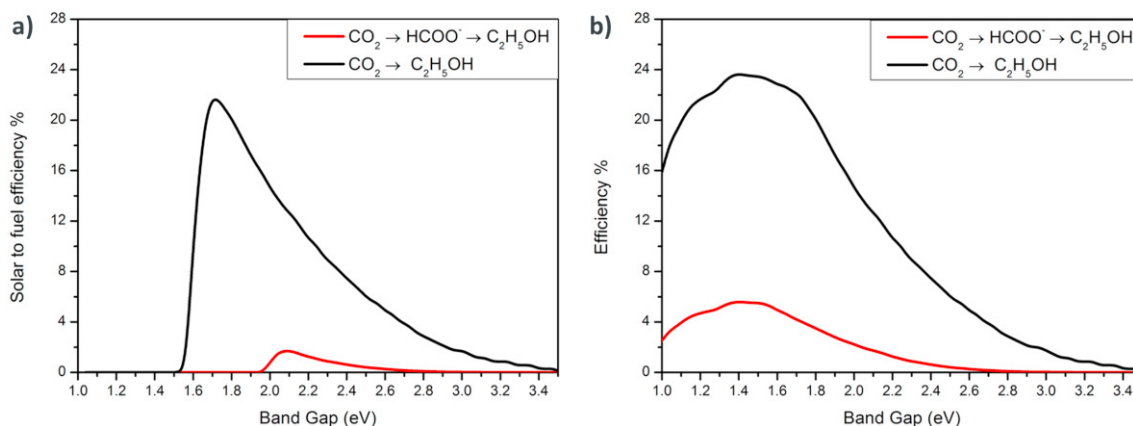 a)
28
24
20
16
12
8
4
0
Solar to fuel efficiency %
CO₂ → HCOO⁻ → C₂H₅OH
CO₂ → C₂H₅OH
1.0 1.2 1.4 1.6 1.8 2.0 2.2 2.4 2.6 2.8 3.0 3.2 3.4
Band Gap (eV)
b)
28
24
20
16
12
8
4
0
Efficiency %
CO₂ → HCOO⁻ → C₂H₅OH
CO₂ → C₂H₅OH
1.0 1.2 1.4 1.6 1.8 2.0 2.2 2.4 2.6 2.8 3.0 3.2 3.4
Band Gap (eV)